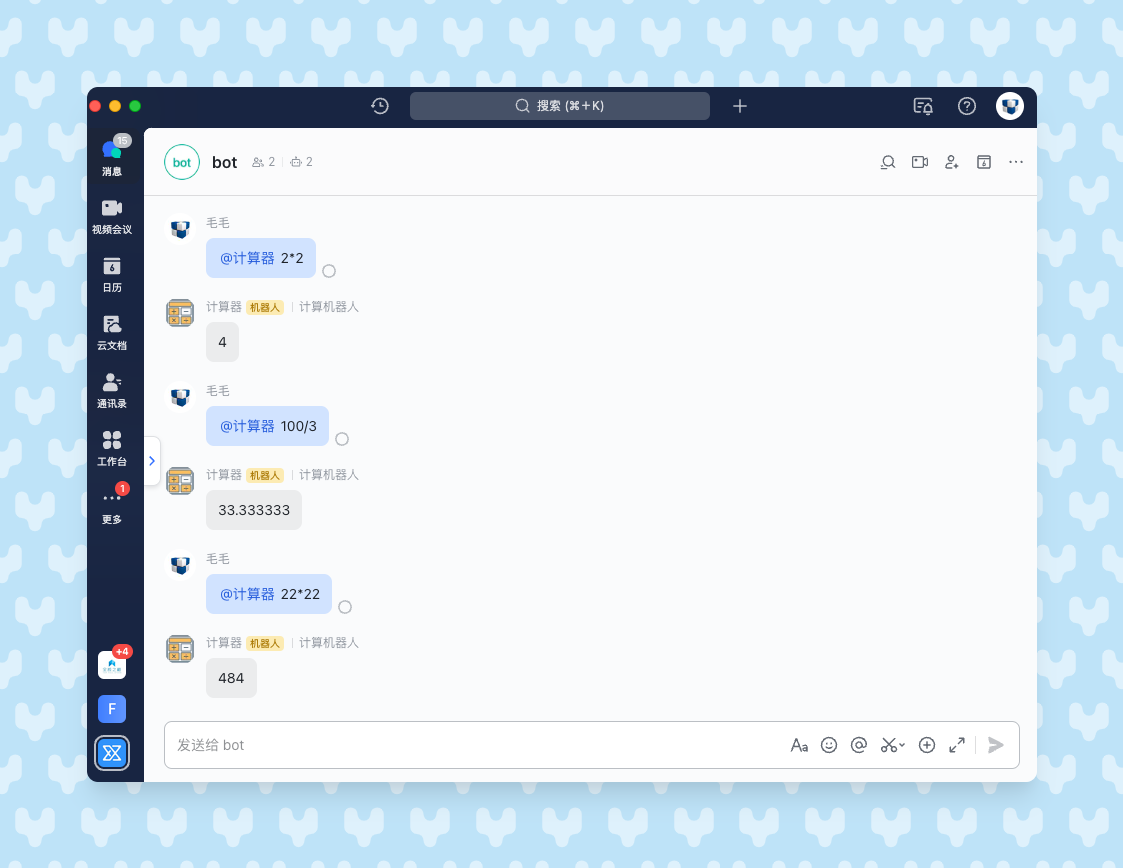 搜索 (⌘+K)
15
消息
视频会议
6
日历
云文档
通讯录
工作台
1
更多
+4
F
bot
bot
2
2
6
毛毛
@计算器 2*2
计算器 机器人 计算机器人
4
毛毛
@计算器 100/3
计算器 机器人 计算机器人
33.333333
毛毛
@计算器 22*22
计算器 机器人 计算机器人
484
发送给 bot
Aa